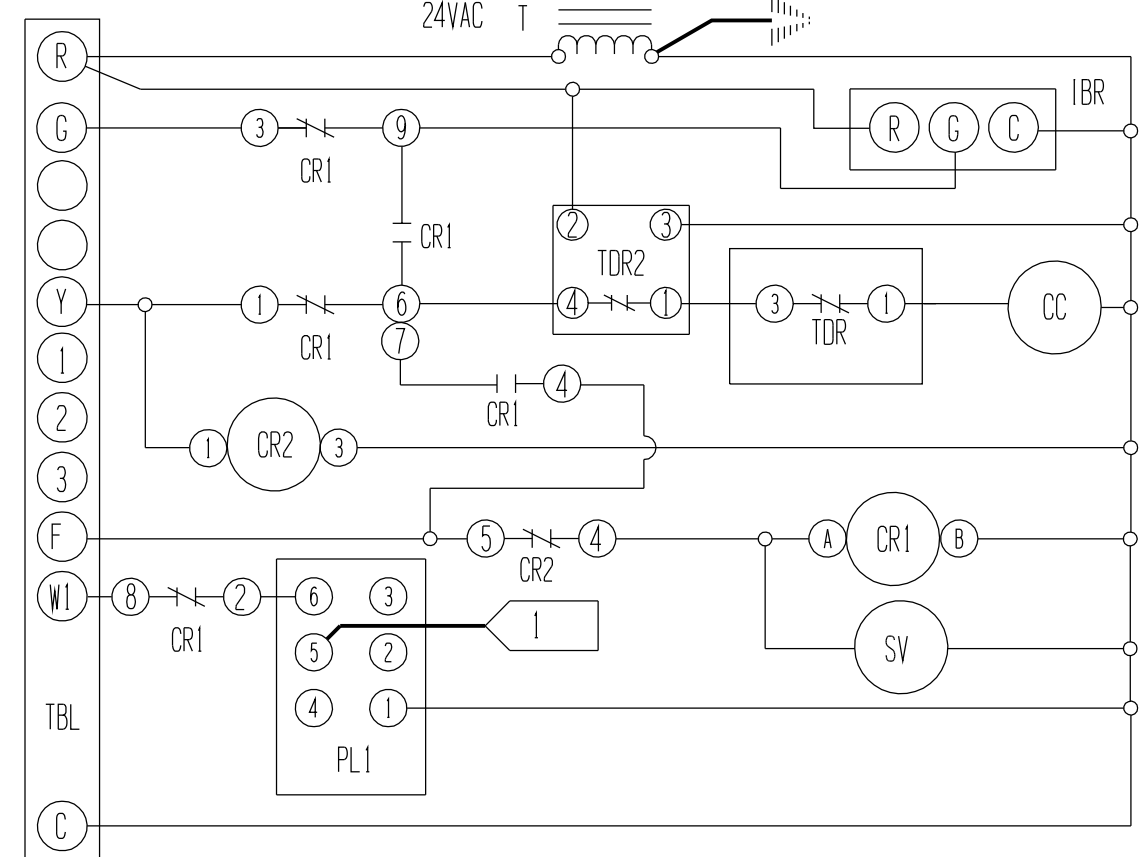 24VAC T
R
IBR
R G C
G 3 9
CR1
CR1
2 3
TDR2
Y 1 6 4 1 3 1 CC
CR1
TDR
7
1
4
CR1
2
1 CR2 3
3
F 5 4 A CR1 B
CR2
W1 8 2 6 3
CR1
1
5 2
SV
4 1
TBL
PL1
C